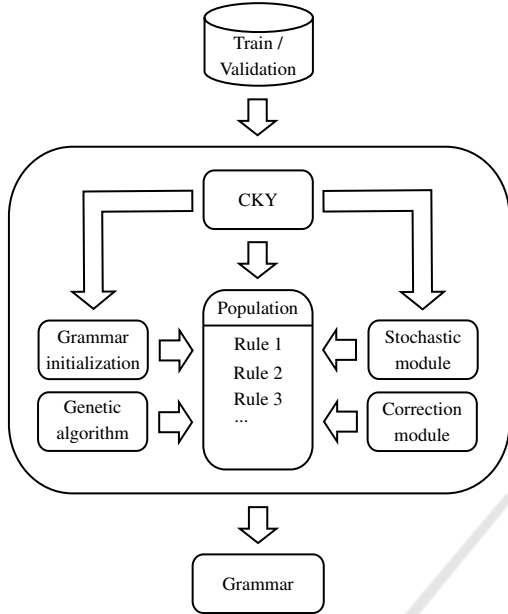 Train /
Validation
CKY
Population
Rule 1
Rule 2
Rule 3
...
Grammar
initialization
Genetic
algorithm
Stochastic
module
Correction
module
Grammar